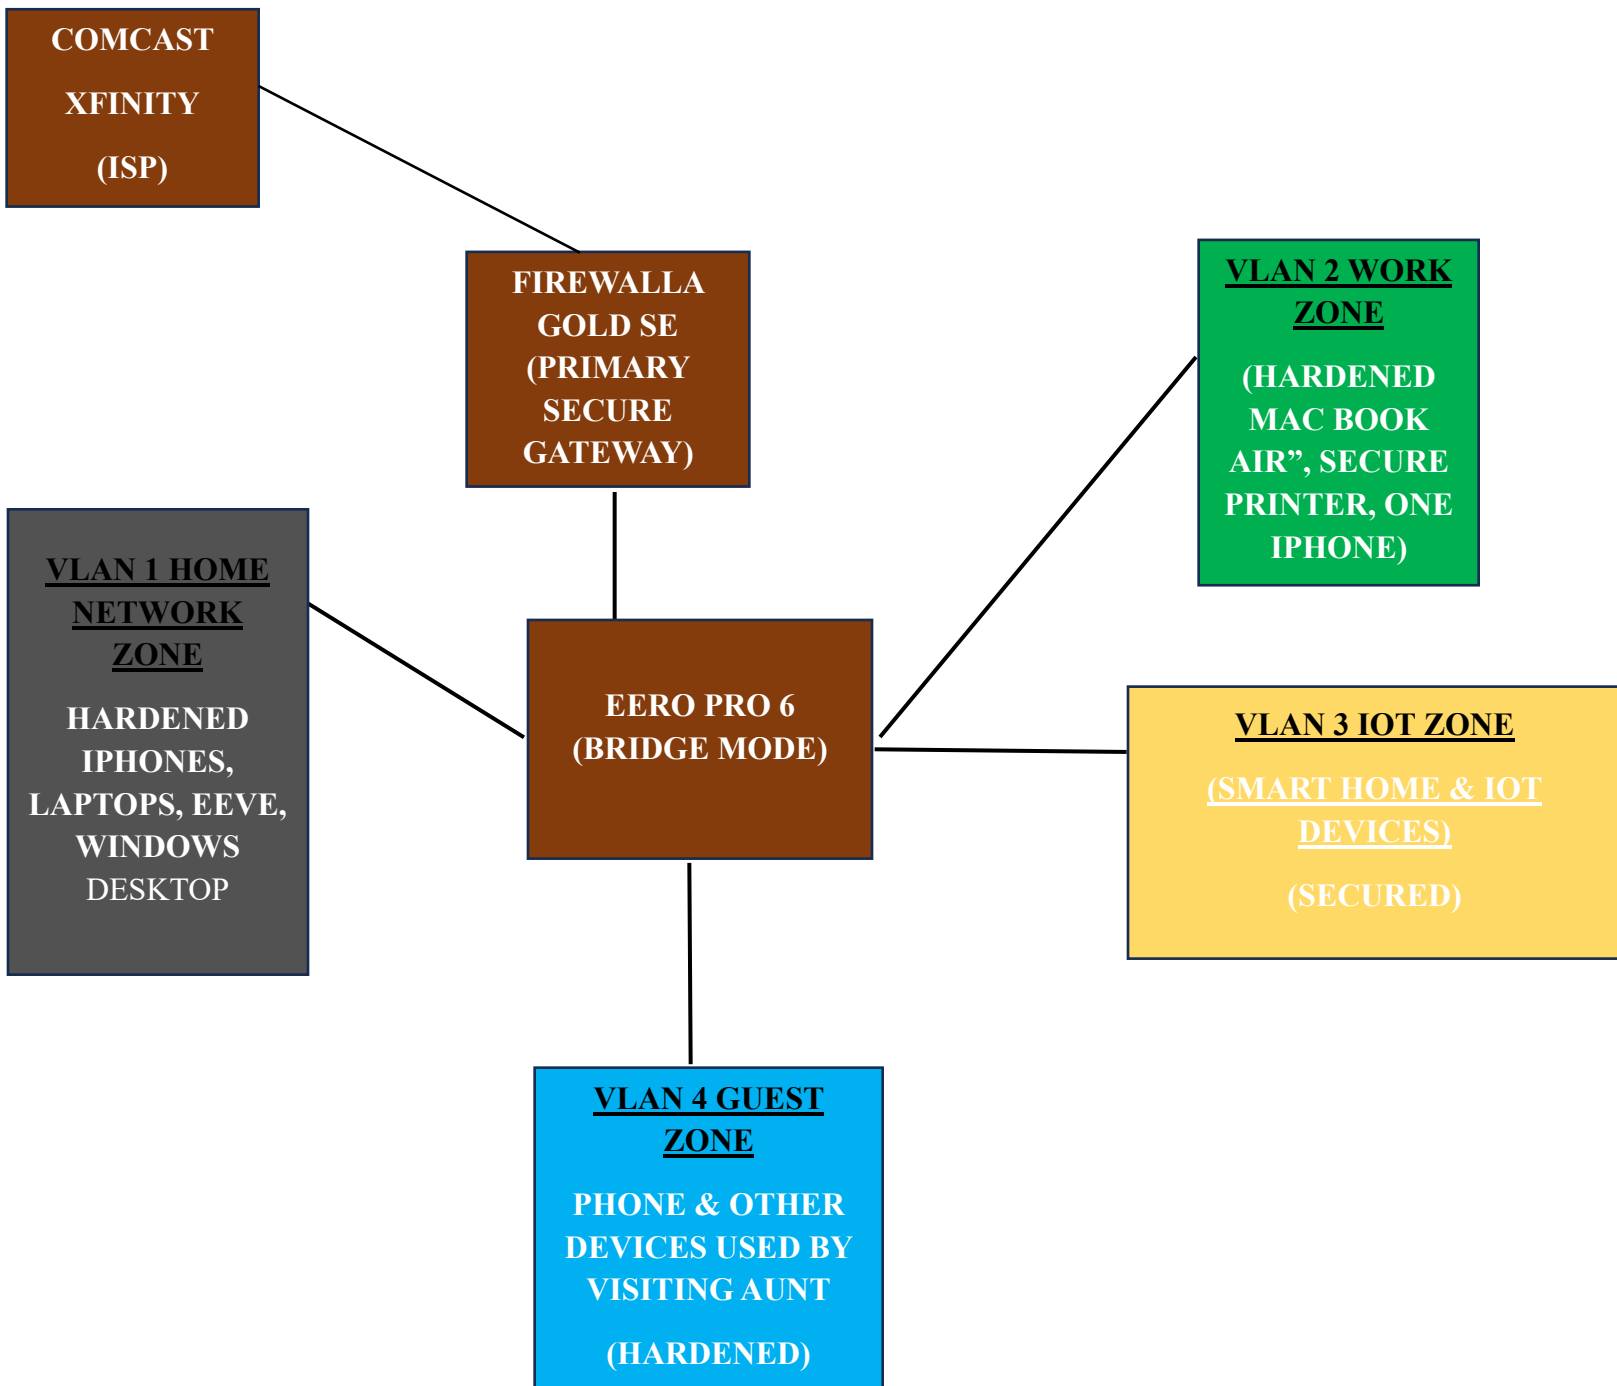 COMCAST
XFINITY
(ISP)
FIREWALLA
GOLD SE
(PRIMARY
SECURE
GATEWAY)
VLAN 2 WORK
ZONE
(HARDENED
MAC BOOK
AIR”, SECURE
PRINTER, ONE
IPHONE)
VLAN 1 HOME
NETWORK
ZONE
HARDENED
IPHONES,
LAPTOPS, EEVE,
WINDOWS
DESKTOP
EERO PRO 6
(BRIDGE MODE)
VLAN 3 IOT ZONE
(SMART HOME & IOT
DEVICES)
(SECURED)
VLAN 4 GUEST
ZONE
PHONE & OTHER
DEVICES USED BY
VISITING AUNT
(HARDENED)